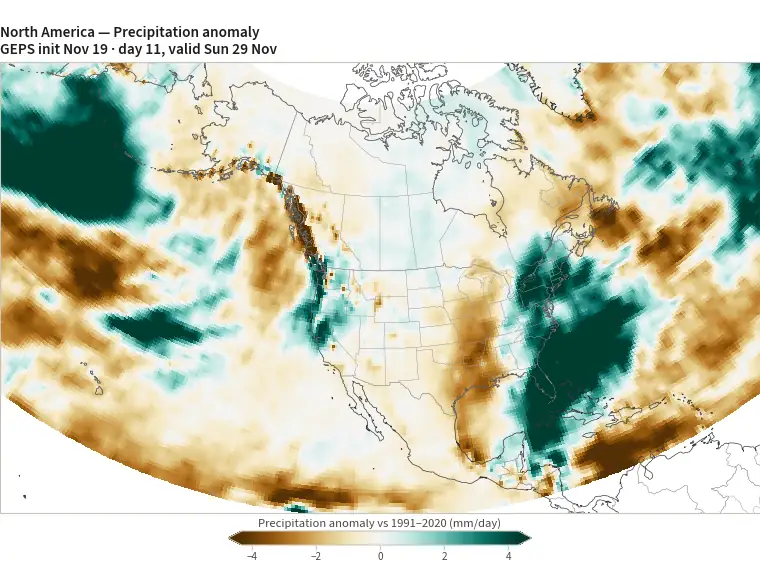 North America — Precipitation anomaly
GEPS init Nov 19 · day 11, valid Sun 29 Nov
Precipitation anomaly vs 1991–2020 (mm/day)
−4 −2 0 2 4